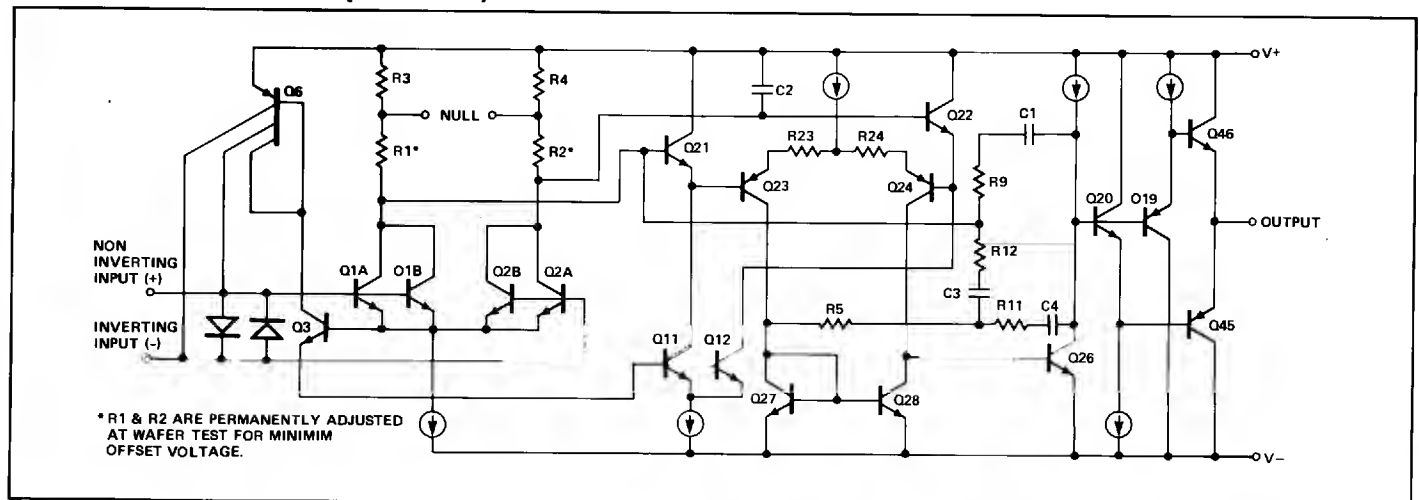 V+
Q6
R3
R4
C2
NULL
Q22
C1
Q46
R1*
R2*
Q21
R23
R24
Q23
Q24
R9
Q20
O19
OUTPUT
NON
INVERTING
INPUT (+)
R12
Q1A
O1B
Q2B
Q2A
C3
INVERTING
INPUT (-)
Q3
R5
R11
C4
Q45
Q11
Q12
Q26
Q27
Q28
*R1 & R2 ARE PERMANENTLY ADJUSTED
AT WAFER TEST FOR MINIMIM
OFFSET VOLTAGE.
V-